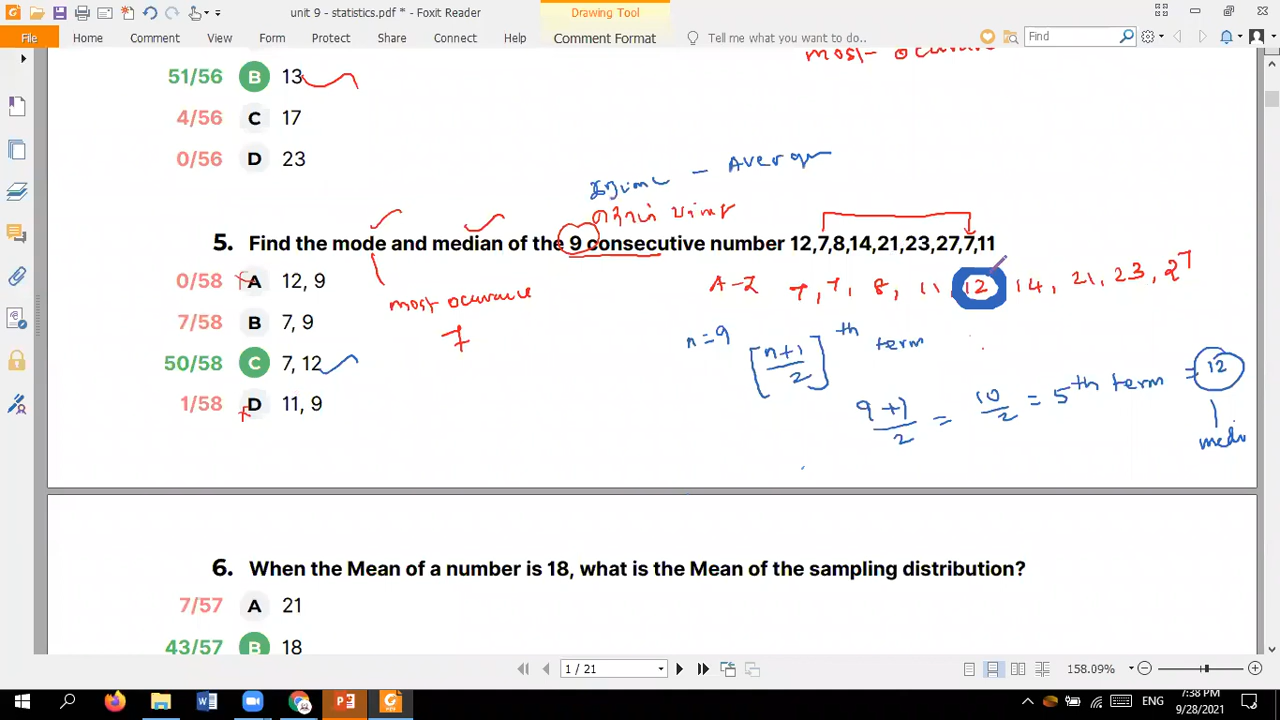 unit 9 - statistics.pdf * - Foxit Reader
Drawing Tool
File Home Comment View Form Protect Share Connect Help Comment Format Tell me what you want to do.. Find
most- occurance
51/56 B 13
4/56 C 17
0/56 D 23
- Average
5. Find the mode and median of the 9 consecutive number 12,7,8,14,21,23,27,7,11
0/58 A 12, 9
A-Z 7, 7, 8, 11 12 14, 21, 23, 27
most occurance
7/58 B 7, 9
7
n=9 [n+1/2]th term
50/58 C 7, 12
9+1/2 = 10/2 = 5th term = 12
1/58 D 11, 9
medi
6. When the Mean of a number is 18, what is the Mean of the sampling distribution?
7/57 A 21
43/57 B 18
1 / 21
158.09%
ENG
7:38 PM
9/28/2021